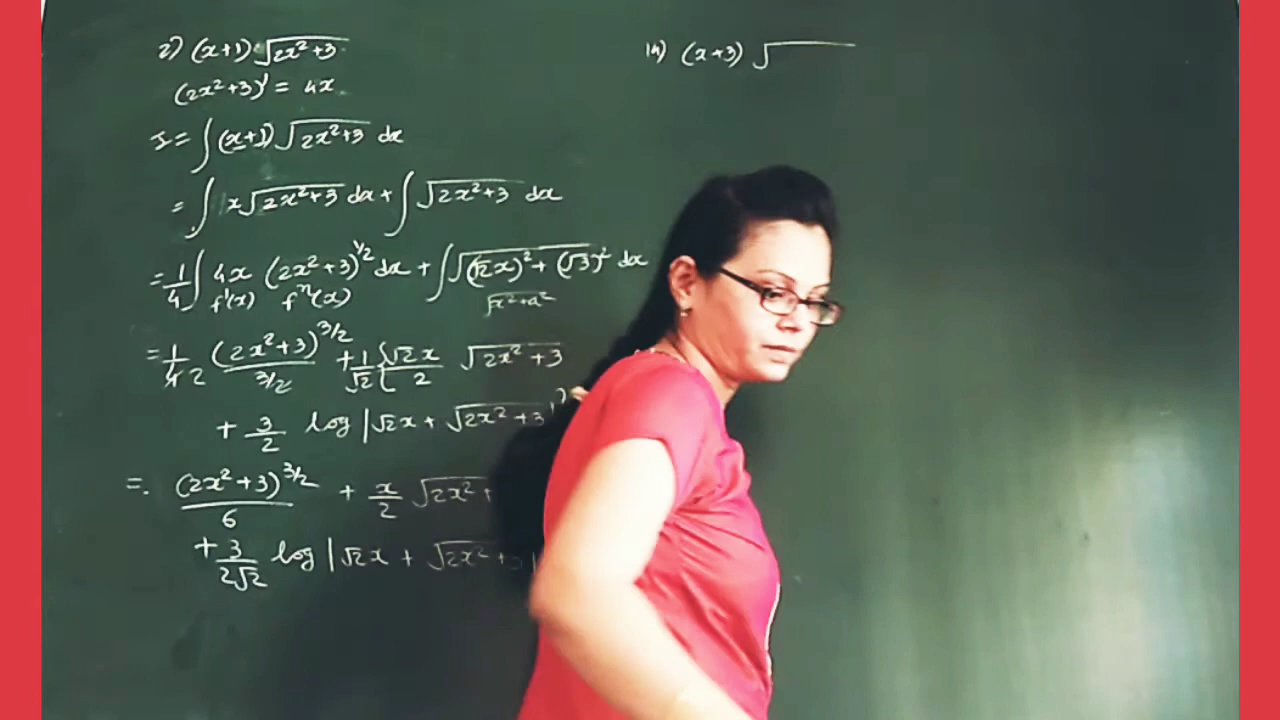 2) (x+1) √(2x²+3)
(2x²+3)' = 4x
I = ∫ (x+1) √(2x²+3) dx
= ∫ x√(2x²+3) dx + ∫ √(2x²+3) dx
= 1/4 ∫ 4x (2x²+3)^1/2 dx + ∫ √((√2x)² + (√3)²) dx
f'(x) fⁿ(x) √(x²+a²)
= 1/4 2 (2x²+3)^3/2 / 3/2 + 1/√2 { √2x/2 √(2x²+3)
+ 3/2 log |√2x + √(2x²+3)|}
= (2x²+3)^3/2 / 6 + x/2 √(2x²+
+ 3/2√2 log |√2x + √(2x²+3)|
(x+3) √